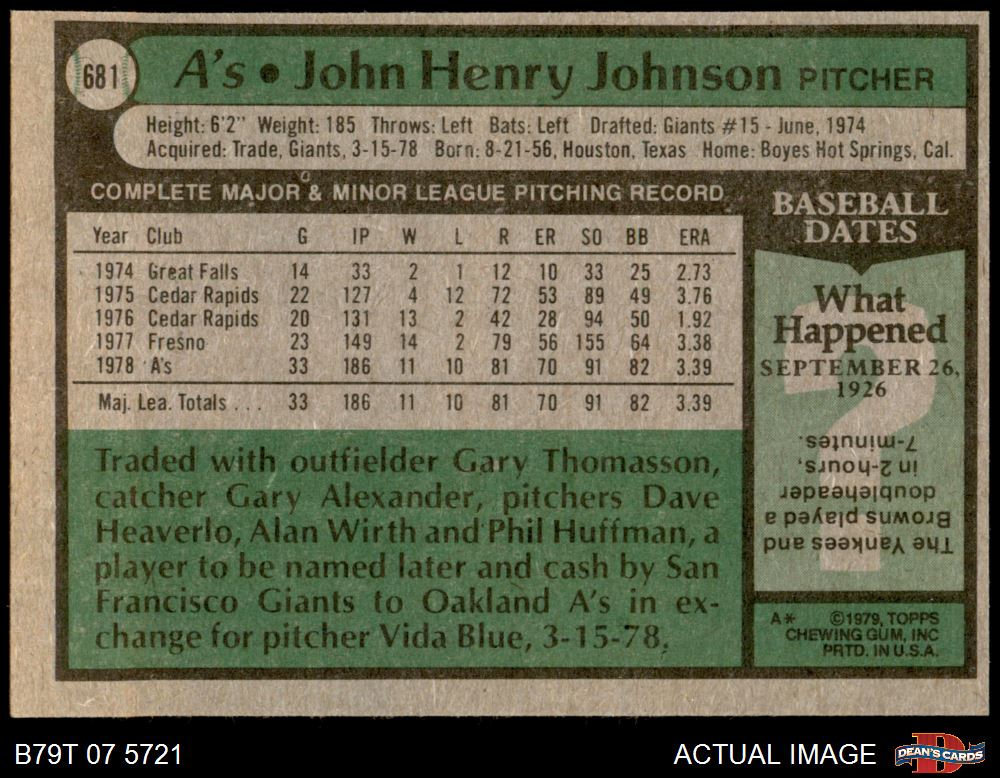 681
A's • John Henry Johnson PITCHER
Height: 6'2" Weight: 185 Throws: Left Bats: Left Drafted: Giants #15 - June, 1974
Acquired: Trade, Giants, 3-15-78 Born: 8-21-56, Houston, Texas Home: Boyes Hot Springs, Cal.
COMPLETE MAJOR & MINOR LEAGUE PITCHING RECORD
Year Club G IP W L R ER SO BB ERA
1974 Great Falls 14 33 2 1 12 10 33 25 2.73
1975 Cedar Rapids 22 127 4 12 72 53 89 49 3.76
1976 Cedar Rapids 20 131 13 2 42 28 94 50 1.92
1977 Fresno 23 149 14 2 79 56 155 64 3.38
1978 A's 33 186 11 10 81 70 91 82 3.39
Maj. Lea. Totals . . . 33 186 11 10 81 70 91 82 3.39
Traded with outfielder Gary Thomasson,
catcher Gary Alexander, pitchers Dave
Heaverlo, Alan Wirth and Phil Huffman, a
player to be named later and cash by San
Francisco Giants to Oakland A's in ex-
change for pitcher Vida Blue, 3-15-78.
BASEBALL
DATES
What
Happened
SEPTEMBER 26,
1926
?
The Yankees and
Browns played a
doubleheader
in 2-hours,
7-minutes.
A* ©1979, TOPPS
CHEWING GUM, INC
PRTD. IN U.S.A.
B79T 07 5721
ACTUAL IMAGE
DEAN'S CARDS